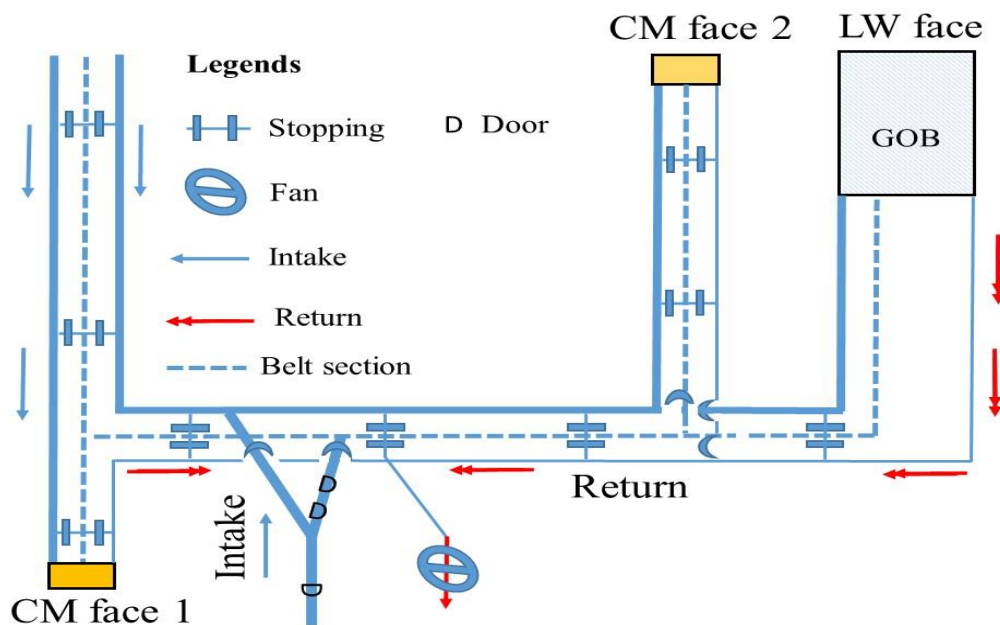 CM face 2
LW face
Legends
Stopping
D Door
GOB
Fan
Intake
Return
Belt section
Return
Intake
D
D
D
CM face 1